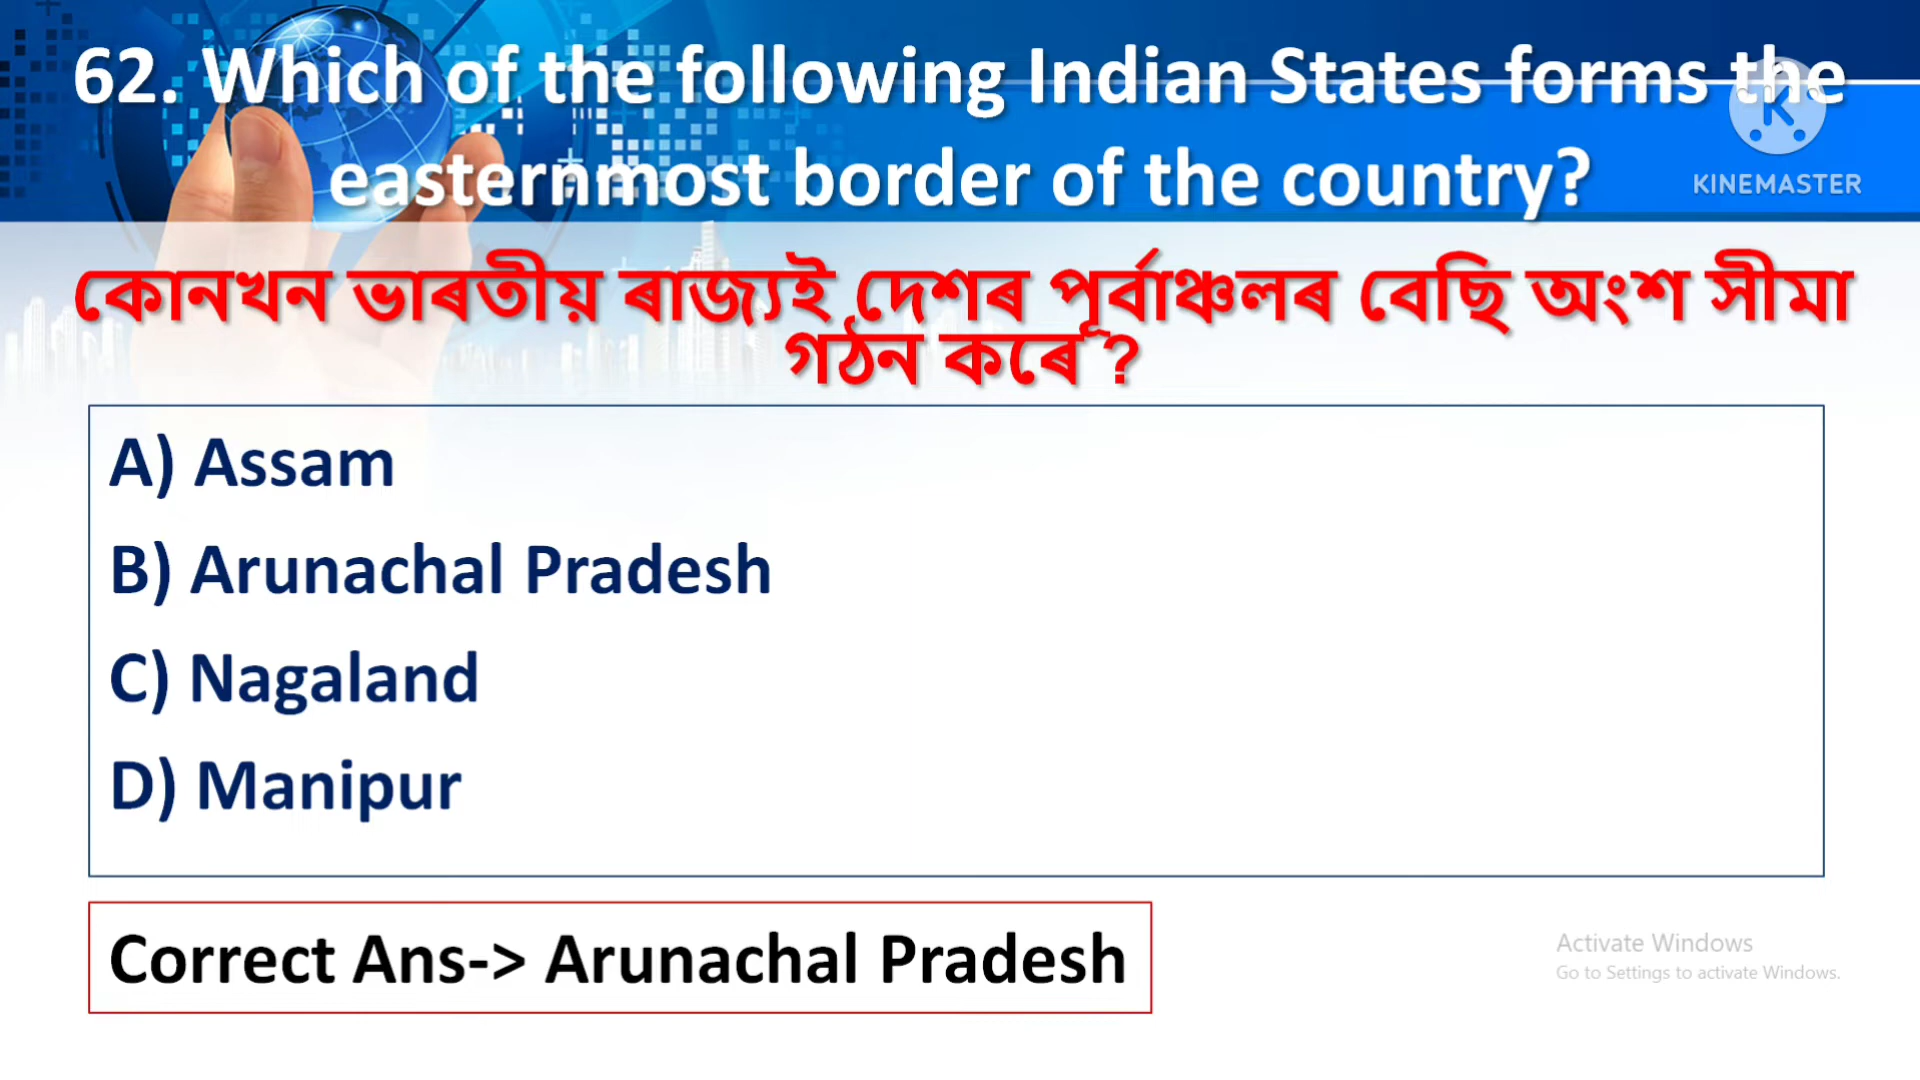 62. Which of the following Indian States forms the
easternmost border of the country?
KINEMASTER
কোনখন ভাৰতীয় ৰাজ্যই দেশৰ পূৰ্বাঞ্চলৰ বেছি অংশ সীমা
গঠন কৰে ?
A) Assam
B) Arunachal Pradesh
C) Nagaland
D) Manipur
Correct Ans-> Arunachal Pradesh
Activate Windows
Go to Settings to activate Windows.